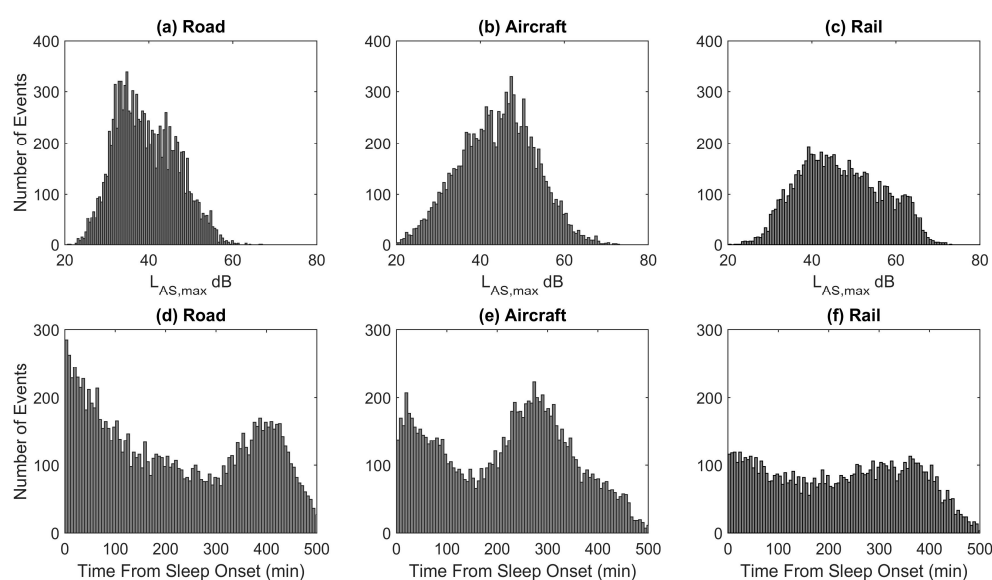 (a) Road
(b) Aircraft
(c) Rail
Number of Events
400
300
200
100
0
20 40 60 80
L_AS,max dB
400
300
200
100
0
20 40 60 80
L_AS,max dB
400
300
200
100
0
20 40 60 80
L_AS,max dB
(d) Road
(e) Aircraft
(f) Rail
Number of Events
300
200
100
0
0 100 200 300 400 500
Time From Sleep Onset (min)
300
200
100
0
0 100 200 300 400 500
Time From Sleep Onset (min)
300
200
100
0
0 100 200 300 400 500
Time From Sleep Onset (min)